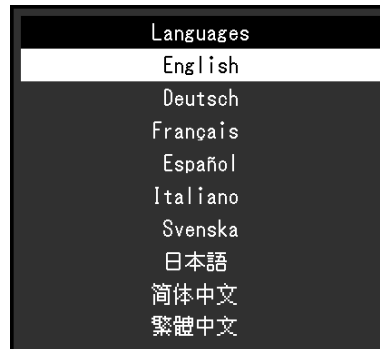 Languages
English
Deutsch
Français
Español
Italiano
Svenska
日本語
简体中文
繁體中文